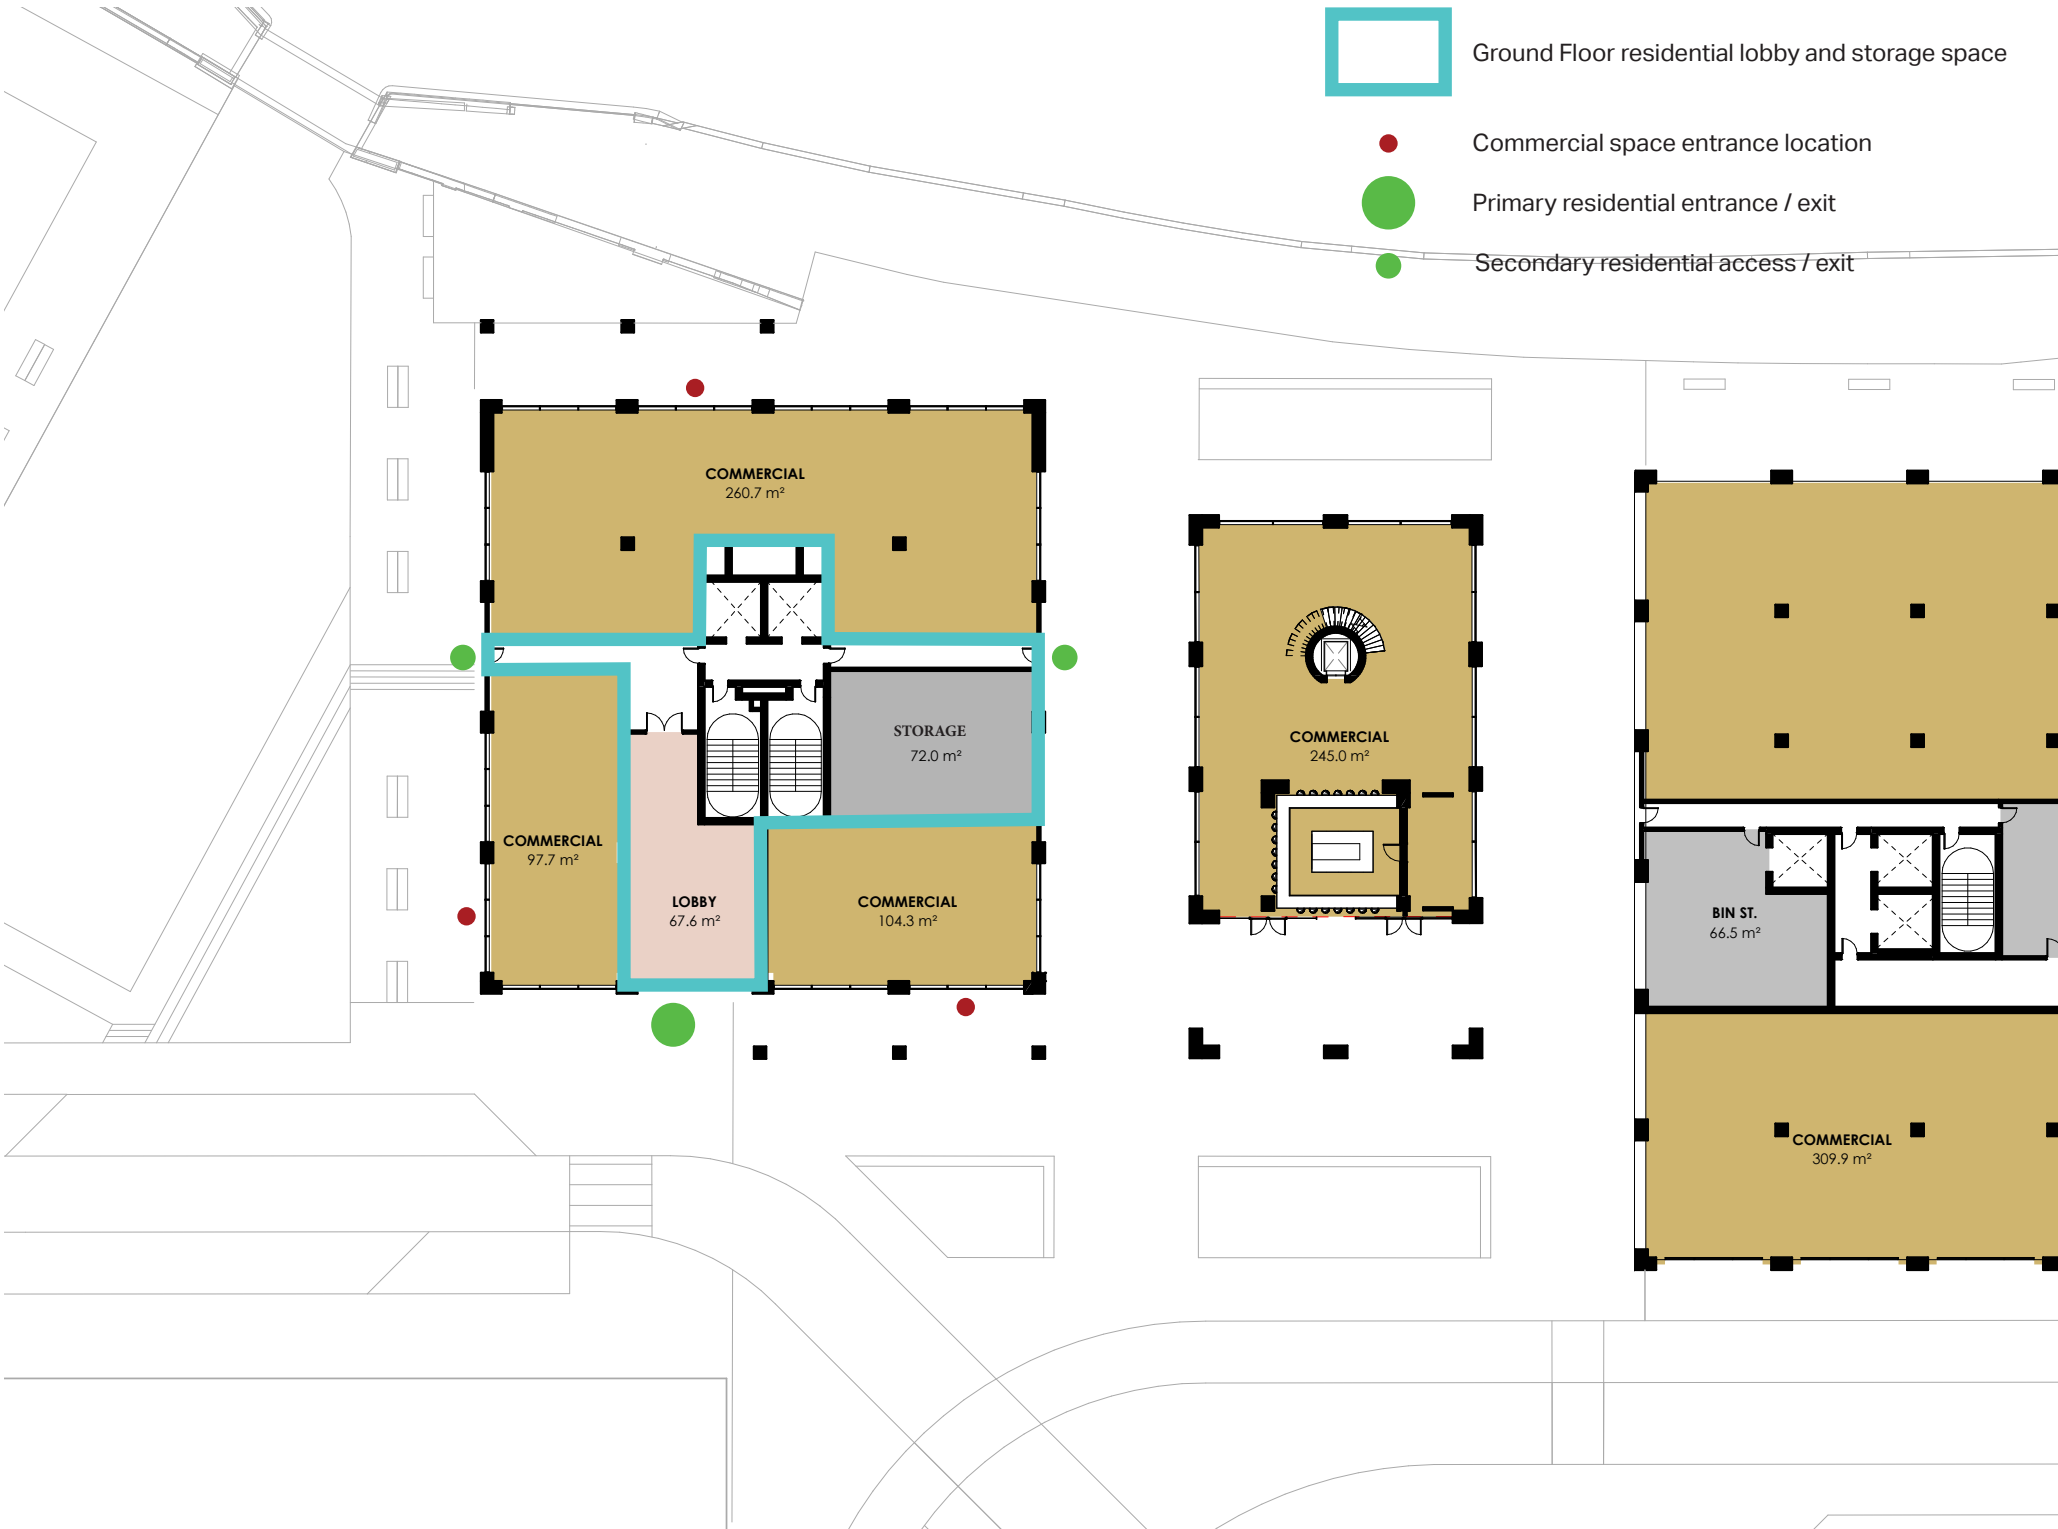 Ground Floor residential lobby and storage space
Commercial space entrance location
Primary residential entrance / exit
Secondary residential access / exit
COMMERCIAL
260.7 m²
STORAGE
72.0 m²
COMMERCIAL
245.0 m²
COMMERCIAL
97.7 m²
LOBBY
67.6 m²
COMMERCIAL
104.3 m²
BIN ST.
66.5 m²
COMMERCIAL
309.9 m²